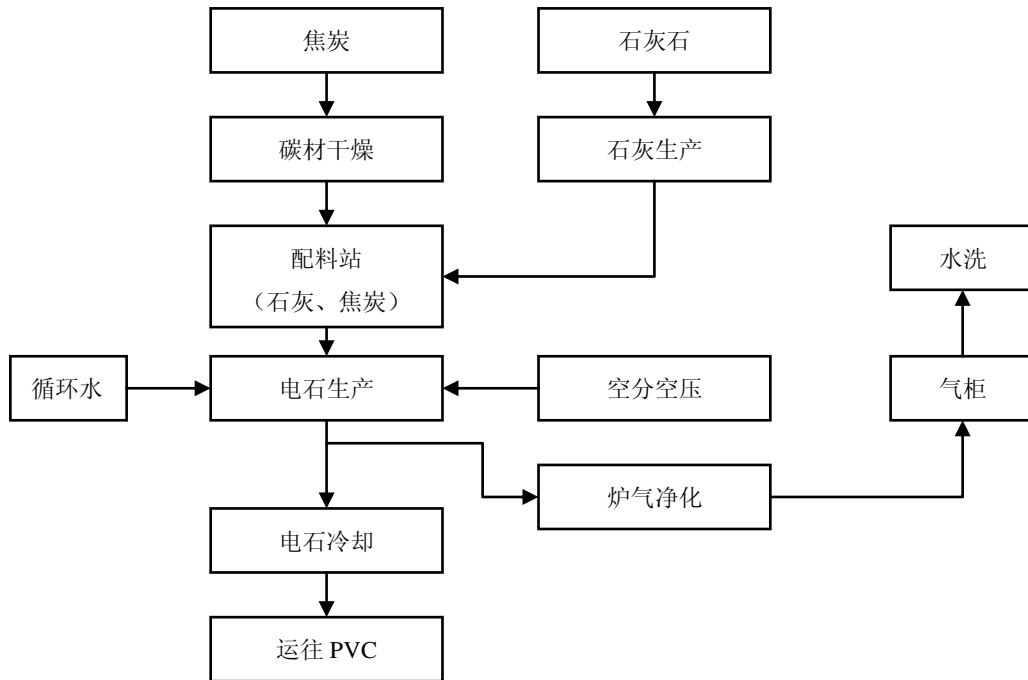 焦炭
石灰石
碳材干燥
石灰生产
配料站
（石灰、焦炭）
水洗
循环水
电石生产
空分空压
气柜
炉气净化
电石冷却
运往 PVC